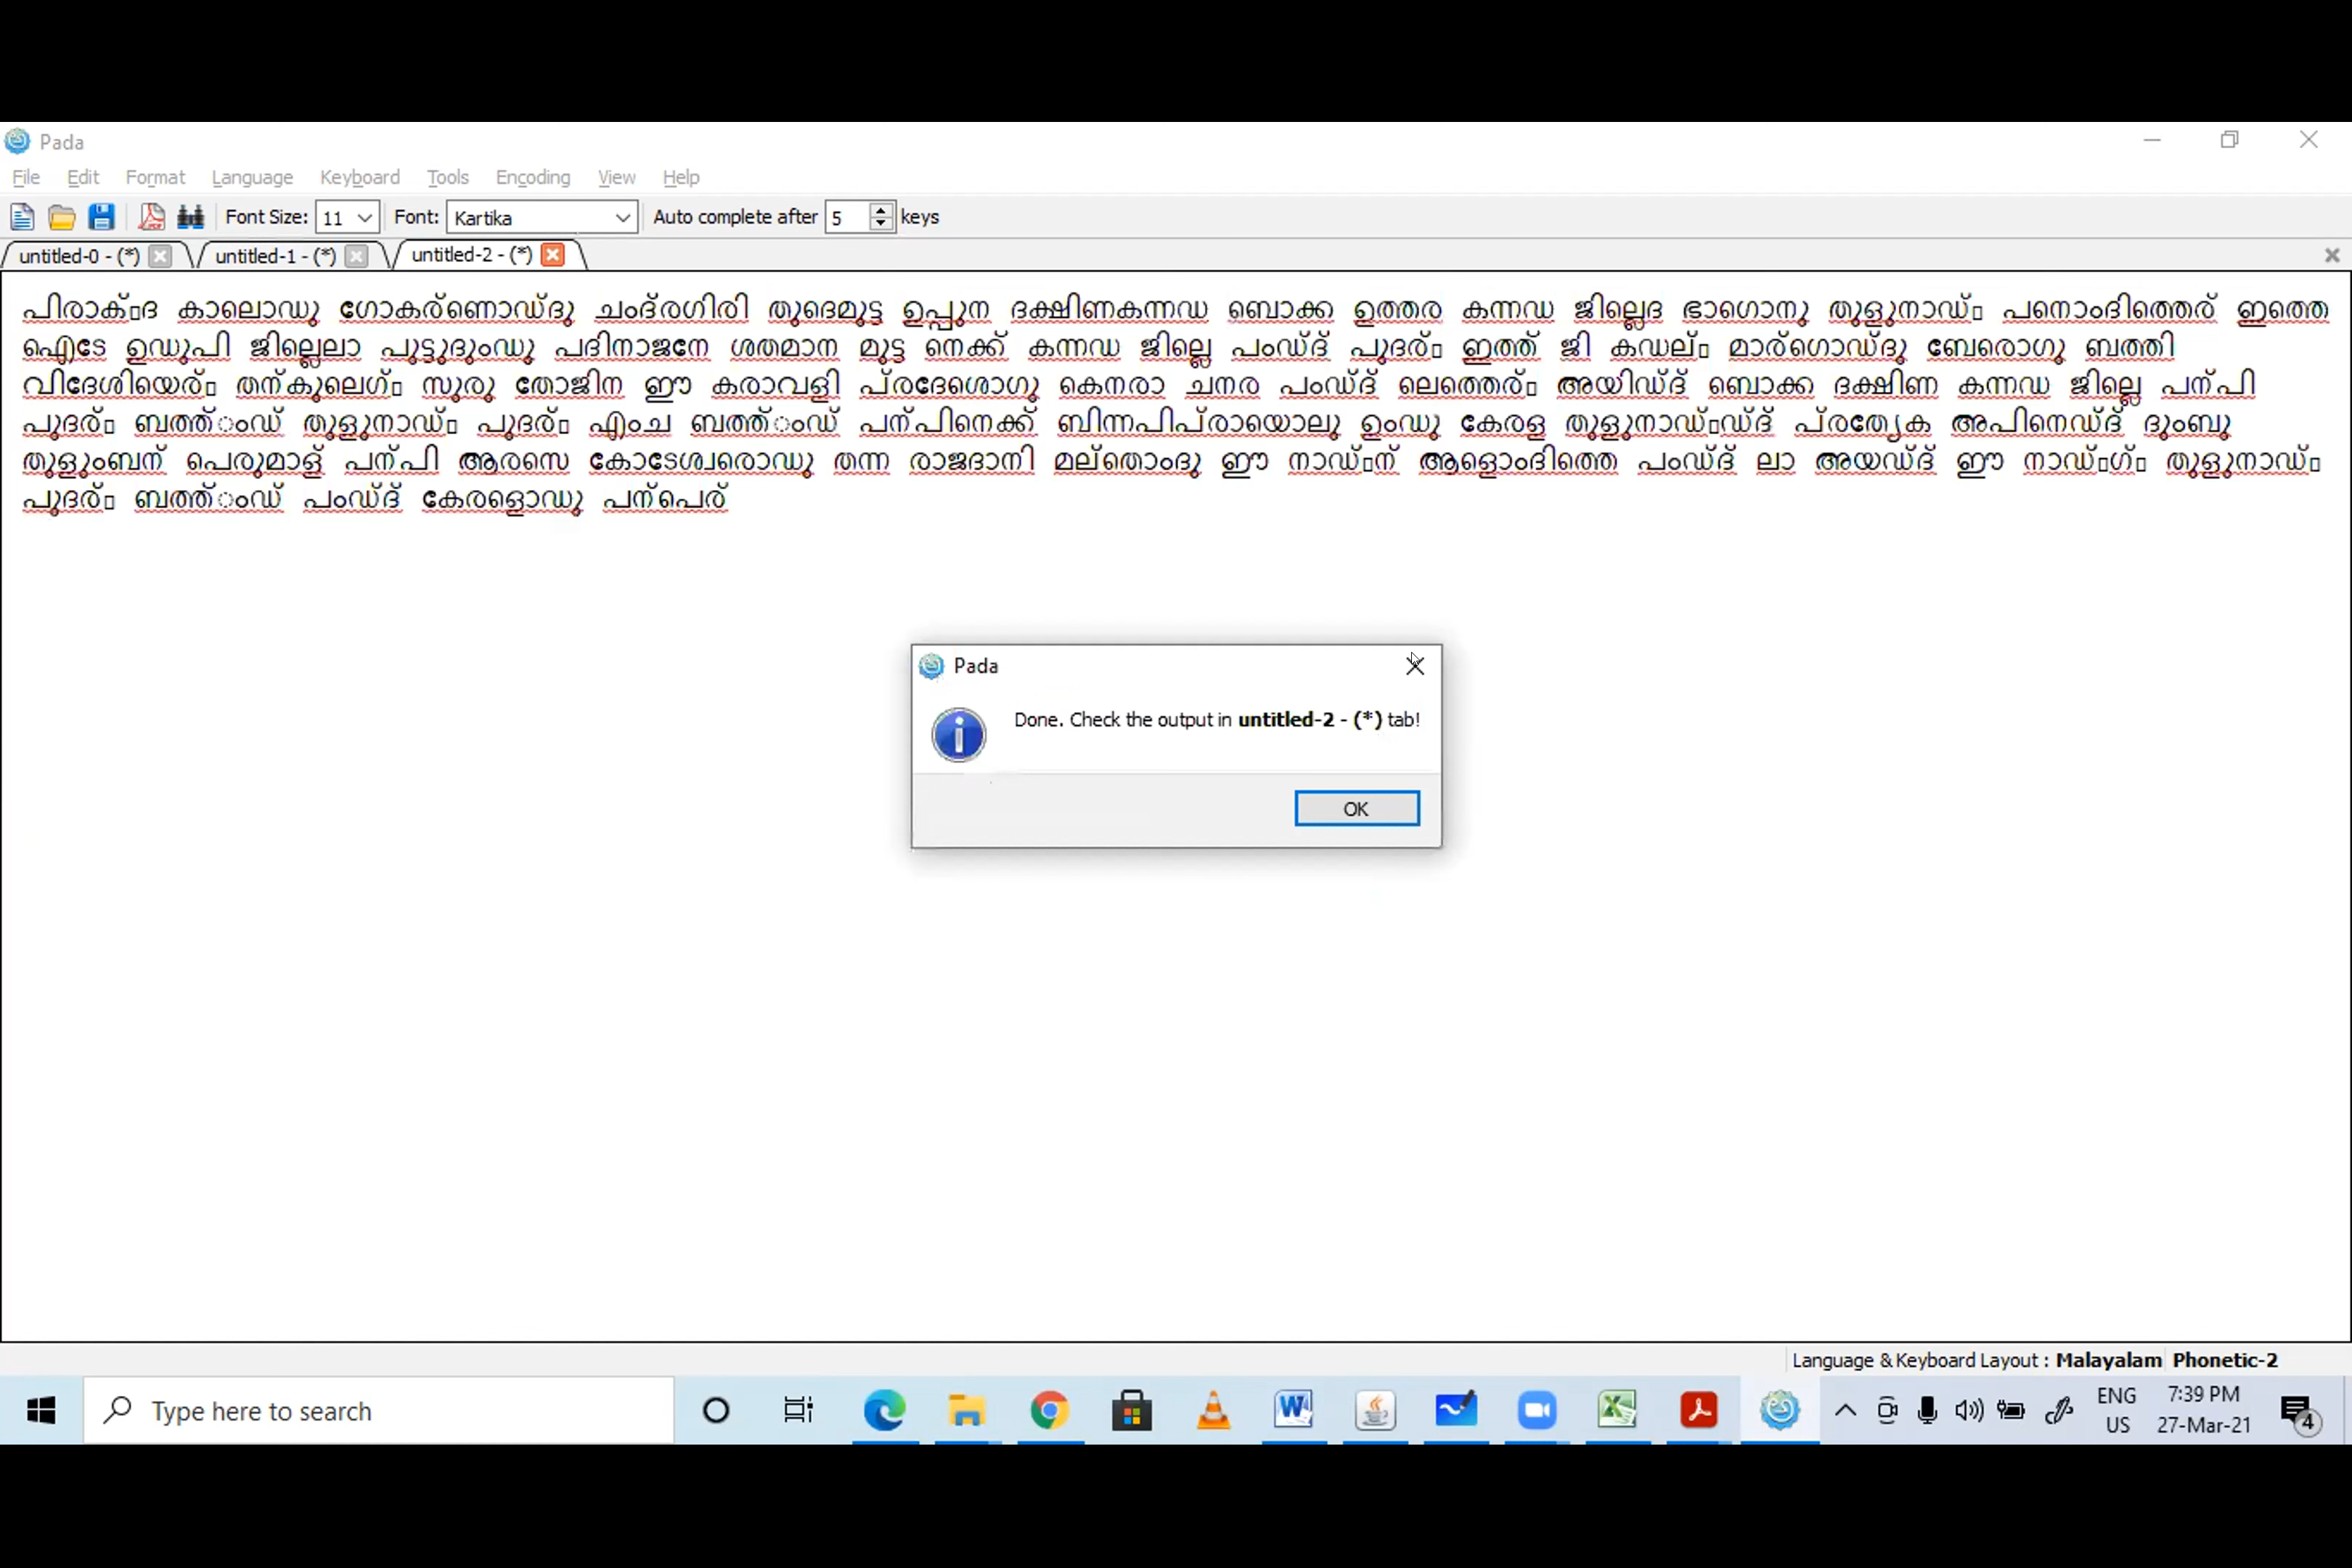 Pada
File Edit Format Language Keyboard Tools Encoding View Help
Font Size: 11 Font: Kartika Auto complete after 5 keys
untitled-0 - (*) untitled-1 - (*) untitled-2 - (*)
പിരാക്▯ദ കാലൊഡു ഗോകര്ണൊഡ്ദു ചംദ്രഗിരി തുദെമുട്ട ഉപ്പുന ദക്ഷിണകന്നഡ ബൊക്ക ഉത്തര കന്നഡ ജില്ലെദ ഭാഗൊനു തുളുനാഡ്▯ പനൊംദിത്തെര് ഇത്തെ
ഐടേ ഉഡുപി ജില്ലെലാ പുട്ടുദുംഡു പദിനാജനേ ശതമാന മുട്ട നെക്ക് കന്നഡ ജില്ലെ പംഡ്ദ് പുദര്▯ ഇത്ത് ജി കഡല്▯ മാര്ഗൊഡ്ദു ബേരൊഗു ബത്തി
വിദേശിയെര്▯ തന്കുലെഗ്▯ സുരു തോജിന ഈ കരാവളി പ്രദേശൊഗു കെനരാ ചനര പംഡ്ദ് ലെത്തെര്▯ അയിഡ്ദ് ബൊക്ക ദക്ഷിണ കന്നഡ ജില്ലെ പന്പി
പുദര്▯ ബത്ത്ംഡ് തുളുനാഡ്▯ പുദര്▯ എംച ബത്ത്ംഡ് പന്പിനെക്ക് ബിന്നപിപ്രായൊലു ഉംഡു കേരള തുളുനാഡ്▯ഡ്ദ് പ്രത്യേക അപിനെഡ്ദ് ദുംബു
തുളുംബന് പെരുമാള് പന്പി ആരസെ കോടേശ്വരൊഡു തന്ന രാജദാനി മല്തൊംദു ഈ നാഡ്▯ന് ആളൊംദിത്തെ പംഡ്ദ് ലാ അയഡ്ദ് ഈ നാഡ്▯ഗ്▯ തുളുനാഡ്▯
പുദര്▯ ബത്ത്ംഡ് പംഡ്ദ് കേരളൊഡു പന്പെര്
Pada
Done. Check the output in untitled-2 - (*) tab!
OK
Language & Keyboard Layout : Malayalam Phonetic-2
Type here to search
ENG 7:39 PM
US 27-Mar-21 4